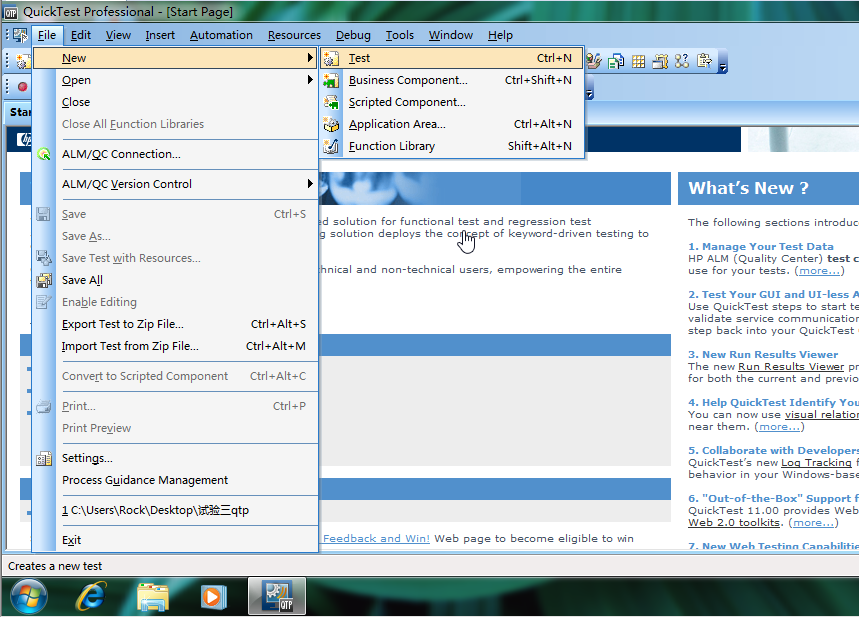 QTP QuickTest Professional - [Start Page]
File Edit View Insert Automation Resources Debug Tools Window Help
New
Open
Close
Close All Function Libraries
ALM/QC Connection...
ALM/QC Version Control
Save Ctrl+S
Save As...
Save Test with Resources...
Save All
Enable Editing
Export Test to Zip File... Ctrl+Alt+S
Import Test from Zip File... Ctrl+Alt+M
Convert to Scripted Component Ctrl+Alt+C
Print... Ctrl+P
Print Preview
Settings...
Process Guidance Management
1 C:\Users\Rock\Desktop\试验三qtp
Exit
Test Ctrl+N
Business Component... Ctrl+Shift+N
Scripted Component...
Application Area... Ctrl+Alt+N
Function Library Shift+Alt+N
Star
hp
ed solution for functional test and regression test
g solution deploys the concept of keyword-driven testing to
hnical and non-technical users, empowering the entire
Feedback and Win! Web page to become eligible to win
What's New ?
The following sections introduc
1. Manage Your Test Data
HP ALM (Quality Center) test c
use for your tests. (more...)
2. Test Your GUI and UI-less A
Use QuickTest steps to start te
validate service communication
step back into your QuickTest
3. New Run Results Viewer
The new Run Results Viewer pr
for both the current and previo
4. Help QuickTest Identify You
You can now use visual relation
near them. (more...)
5. Collaborate with Developers
QuickTest's new Log Tracking f
behavior in your Windows-base
6. "Out-of-the-Box" Support f
QuickTest 11.00 provides Web
Web 2.0 toolkits. (more...)
7. New Web Testing Capabilitie
Creates a new test
QTP